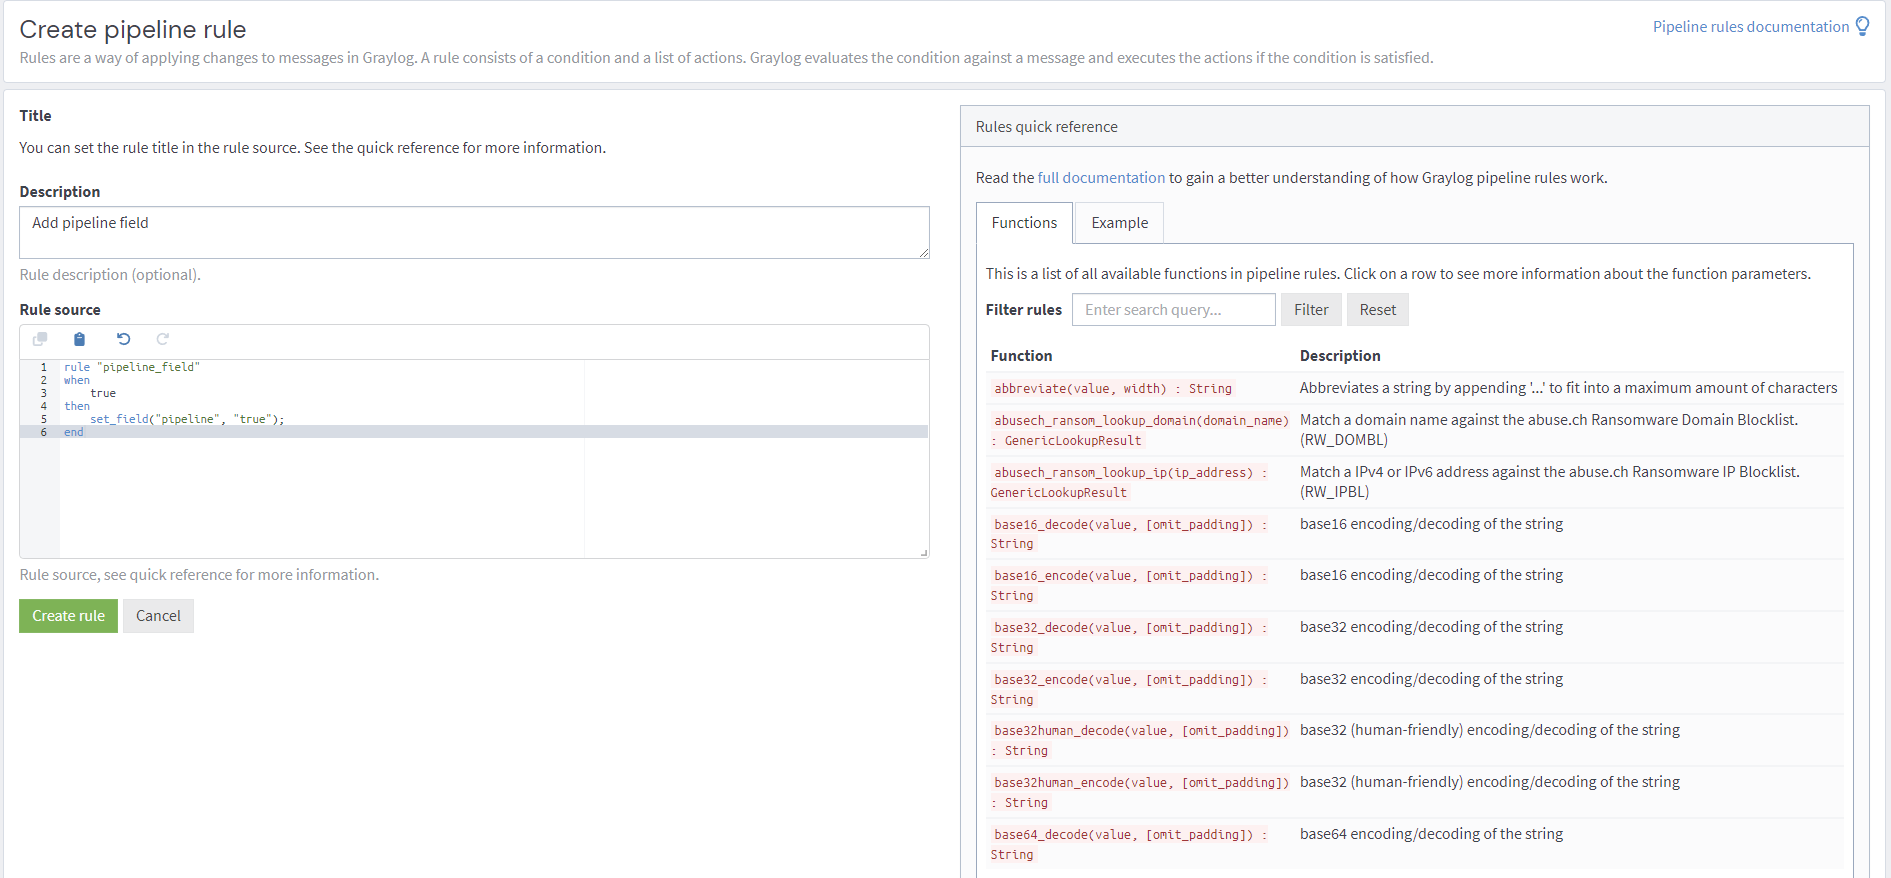 Create pipeline rule
Pipeline rules documentation
Rules are a way of applying changes to messages in Graylog. A rule consists of a condition and a list of actions. Graylog evaluates the condition against a message and executes the actions if the condition is satisfied.
Title
You can set the rule title in the rule source. See the quick reference for more information.
Description
Add pipeline field
Rule description (optional).
Rule source
1 rule "pipeline_field"
2 when
3 true
4 then
5 set_field("pipeline", "true");
6 end
Rule source, see quick reference for more information.
Create rule Cancel
Rules quick reference
Read the full documentation to gain a better understanding of how Graylog pipeline rules work.
Functions Example
This is a list of all available functions in pipeline rules. Click on a row to see more information about the function parameters.
Filter rules Enter search query... Filter Reset
Function Description
abbreviate(value, width) : String Abbreviates a string by appending '...' to fit into a maximum amount of characters
abusech_ransom_lookup_domain(domain_name) Match a domain name against the abuse.ch Ransomware Domain Blocklist.
: GenericLookupResult (RW_DOMBL)
abusech_ransom_lookup_ip(ip_address) : Match a IPv4 or IPv6 address against the abuse.ch Ransomware IP Blocklist.
GenericLookupResult (RW_IPBL)
base16_decode(value, [omit_padding]) : base16 encoding/decoding of the string
String
base16_encode(value, [omit_padding]) : base16 encoding/decoding of the string
String
base32_decode(value, [omit_padding]) : base32 encoding/decoding of the string
String
base32_encode(value, [omit_padding]) : base32 encoding/decoding of the string
String
base32human_decode(value, [omit_padding]) base32 (human-friendly) encoding/decoding of the string
: String
base32human_encode(value, [omit_padding]) base32 (human-friendly) encoding/decoding of the string
: String
base64_decode(value, [omit_padding]) : base64 encoding/decoding of the string
String